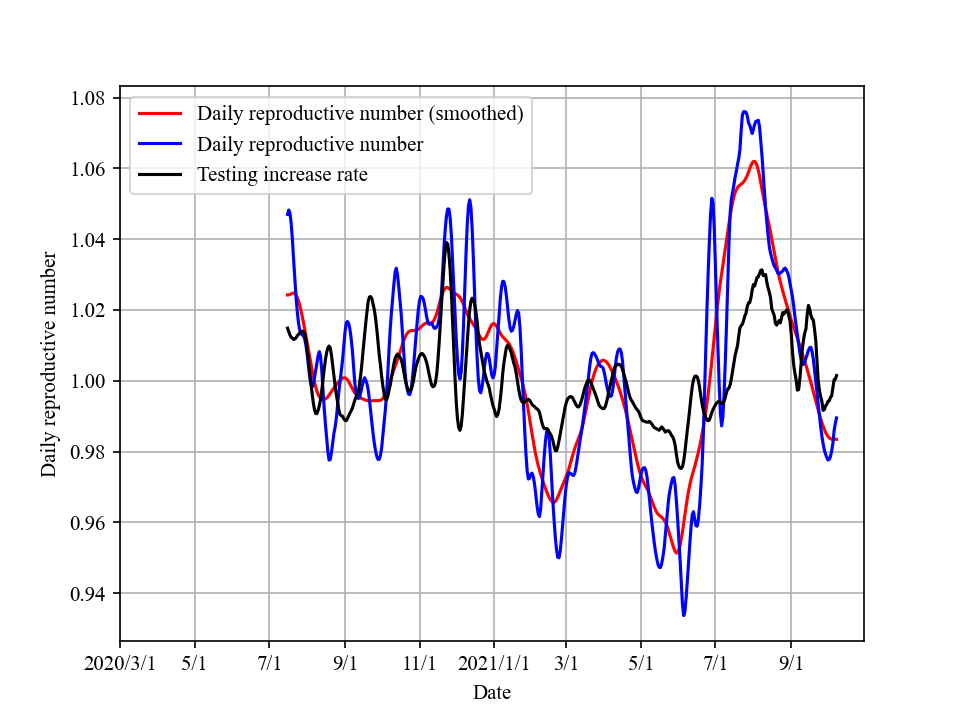 Daily reproductive number (smoothed)
Daily reproductive number
Testing increase rate
Daily reproductive number
1.08
1.06
1.04
1.02
1.00
0.98
0.96
0.94
2020/3/1 5/1 7/1 9/1 11/1 2021/1/1 3/1 5/1 7/1 9/1
Date